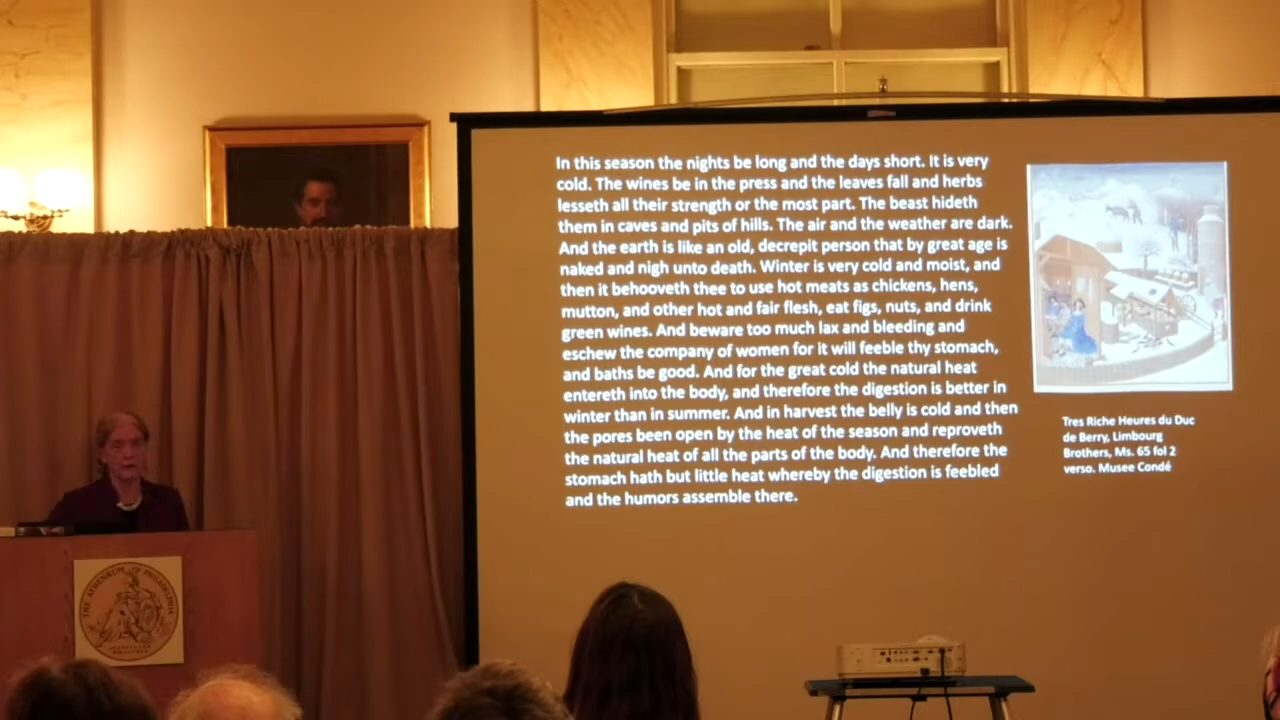 In this season the nights be long and the days short. It is very
cold. The wines be in the press and the leaves fall and herbs
lesseth all their strength or the most part. The beast hideth
them in caves and pits of hills. The air and the weather are dark.
And the earth is like an old, decrepit person that by great age is
naked and nigh unto death. Winter is very cold and moist, and
then it behooveth thee to use hot meats as chickens, hens,
mutton, and other hot and fair flesh, eat figs, nuts, and drink
green wines. And beware too much lax and bleeding and
eschew the company of women for it will feeble thy stomach,
and baths be good. And for the great cold the natural heat
entereth into the body, and therefore the digestion is better in
winter than in summer. And in harvest the belly is cold and then
the pores been open by the heat of the season and reproveth
the natural heat of all the parts of the body. And therefore the
stomach hath but little heat whereby the digestion is feebled
and the humors assemble there.
Tres Riche Heures du Duc
de Berry, Limbourg
Brothers, Ms. 65 fol 2
verso. Musee Condé
THE ATHENÆUM OF PHILADELPHIA